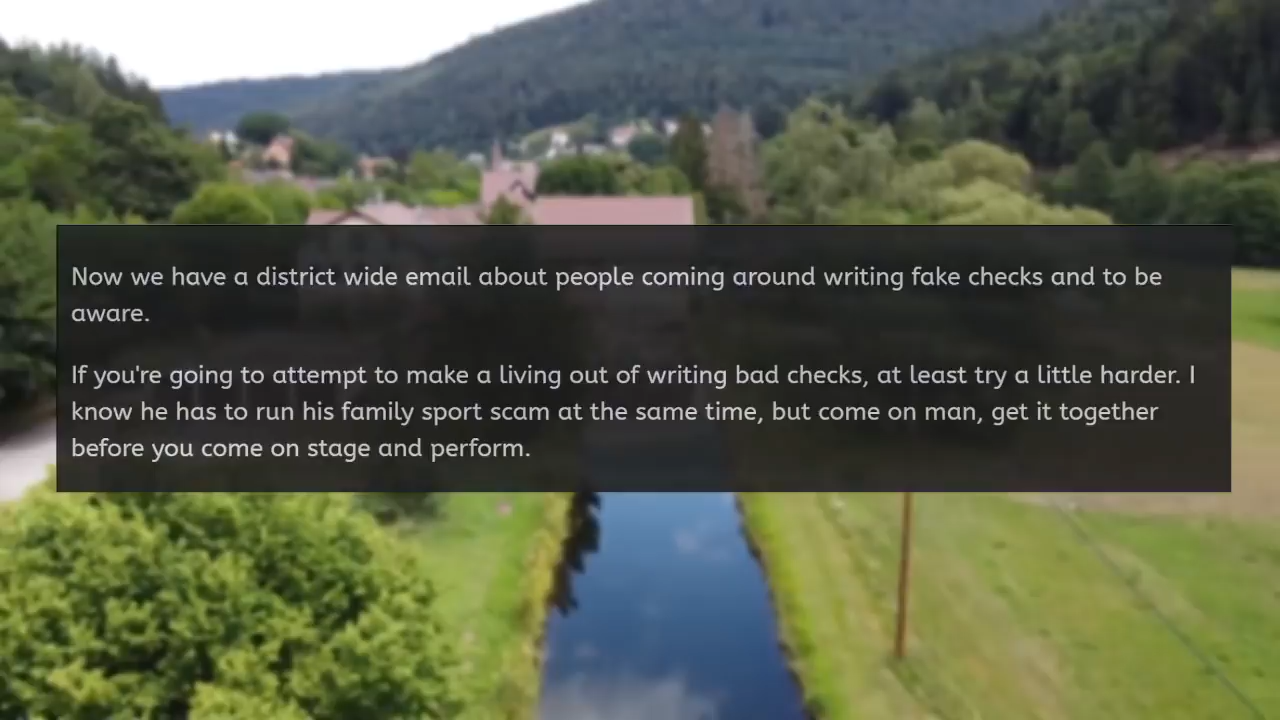 Now we have a district wide email about people coming around writing fake checks and to be
aware.
If you're going to attempt to make a living out of writing bad checks, at least try a little harder. I
know he has to run his family sport scam at the same time, but come on man, get it together
before you come on stage and perform.